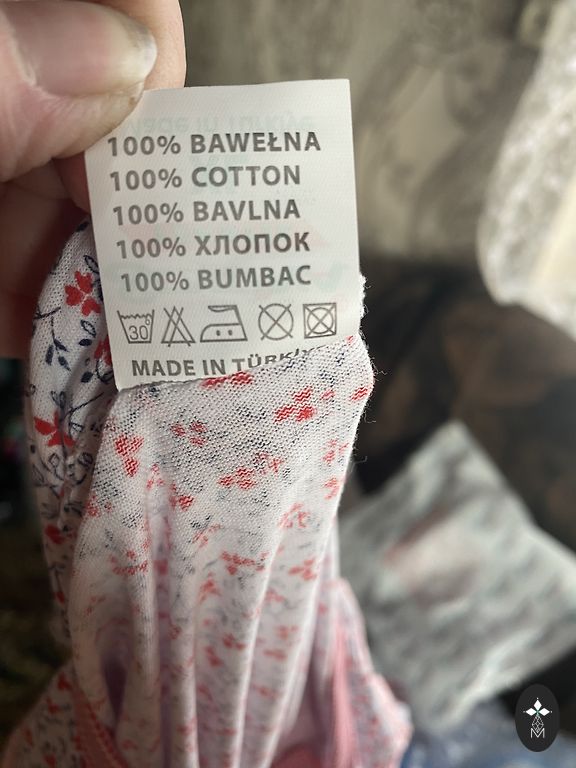 100% BAWEŁNA
100% COTTON
100% BAVLNA
100% ХЛОПОК
100% BUMBAC
30°
MADE IN TÜRKİY